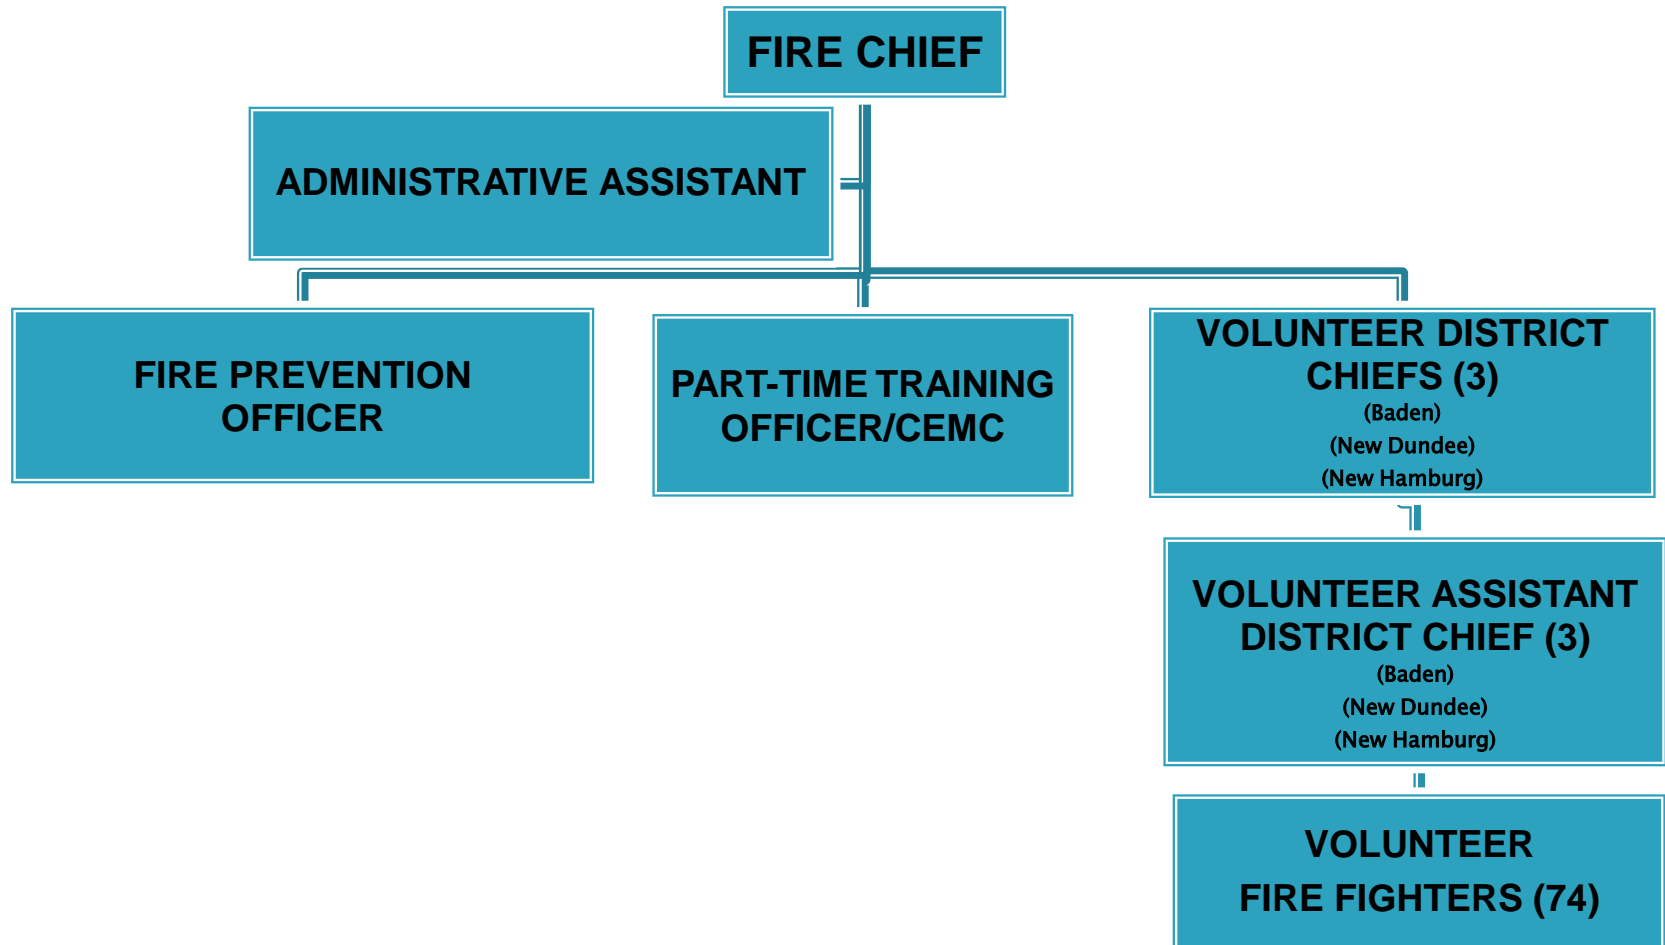 FIRE CHIEF
ADMINISTRATIVE ASSISTANT
FIRE PREVENTION
OFFICER
PART-TIME TRAINING
OFFICER/CEMC
VOLUNTEER DISTRICT
CHIEFS (3)
(Baden)
(New Dundee)
(New Hamburg)
VOLUNTEER ASSISTANT
DISTRICT CHIEF (3)
(Baden)
(New Dundee)
(New Hamburg)
VOLUNTEER
FIRE FIGHTERS (74)